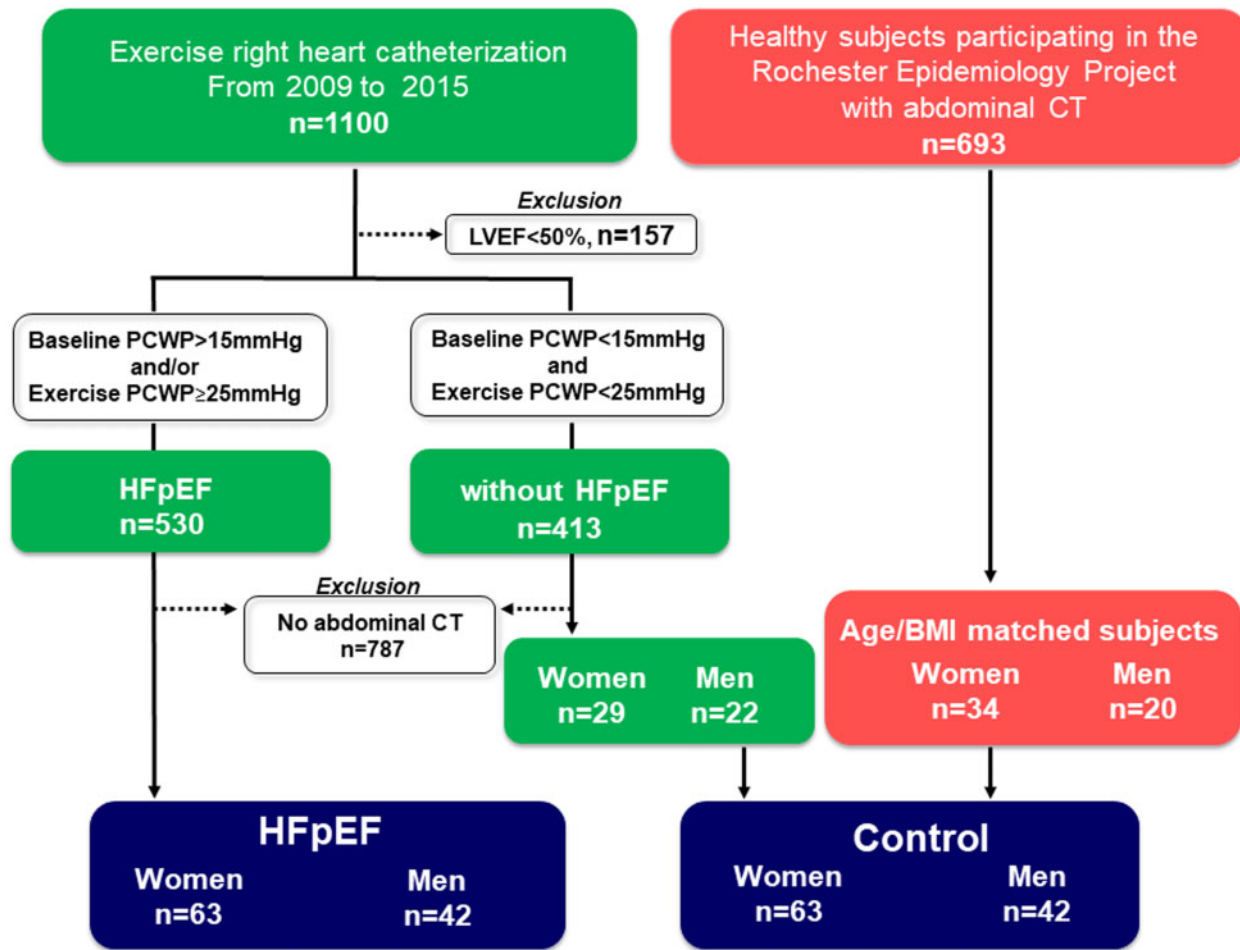 Exercise right heart catheterization
From 2009 to 2015
n=1100
Healthy subjects participating in the
Rochester Epidemiology Project
with abdominal CT
n=693
Exclusion
LVEF<50%, n=157
Baseline PCWP>15mmHg
and/or
Exercise PCWP≥25mmHg
Baseline PCWP<15mmHg
and
Exercise PCWP<25mmHg
HFpEF
n=530
without HFpEF
n=413
Exclusion
No abdominal CT
n=787
Women Men
n=29 n=22
Age/BMI matched subjects
Women Men
n=34 n=20
HFpEF
Women Men
n=63 n=42
Control
Women Men
n=63 n=42